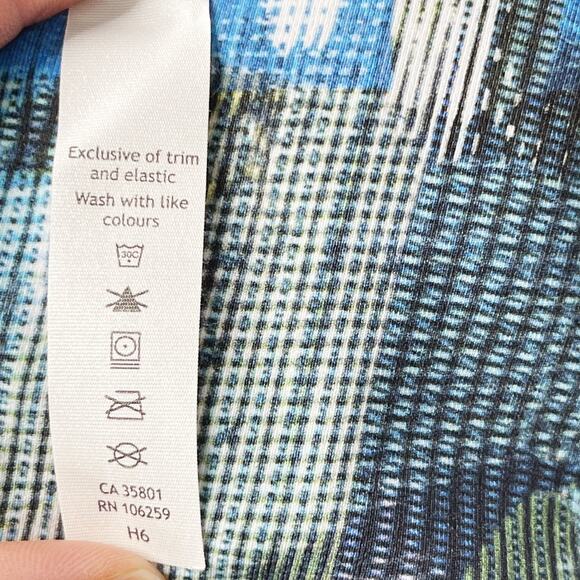 Exclusive of trim
and elastic
Wash with like
colours
30C
CA 35801
RN 106259
H6